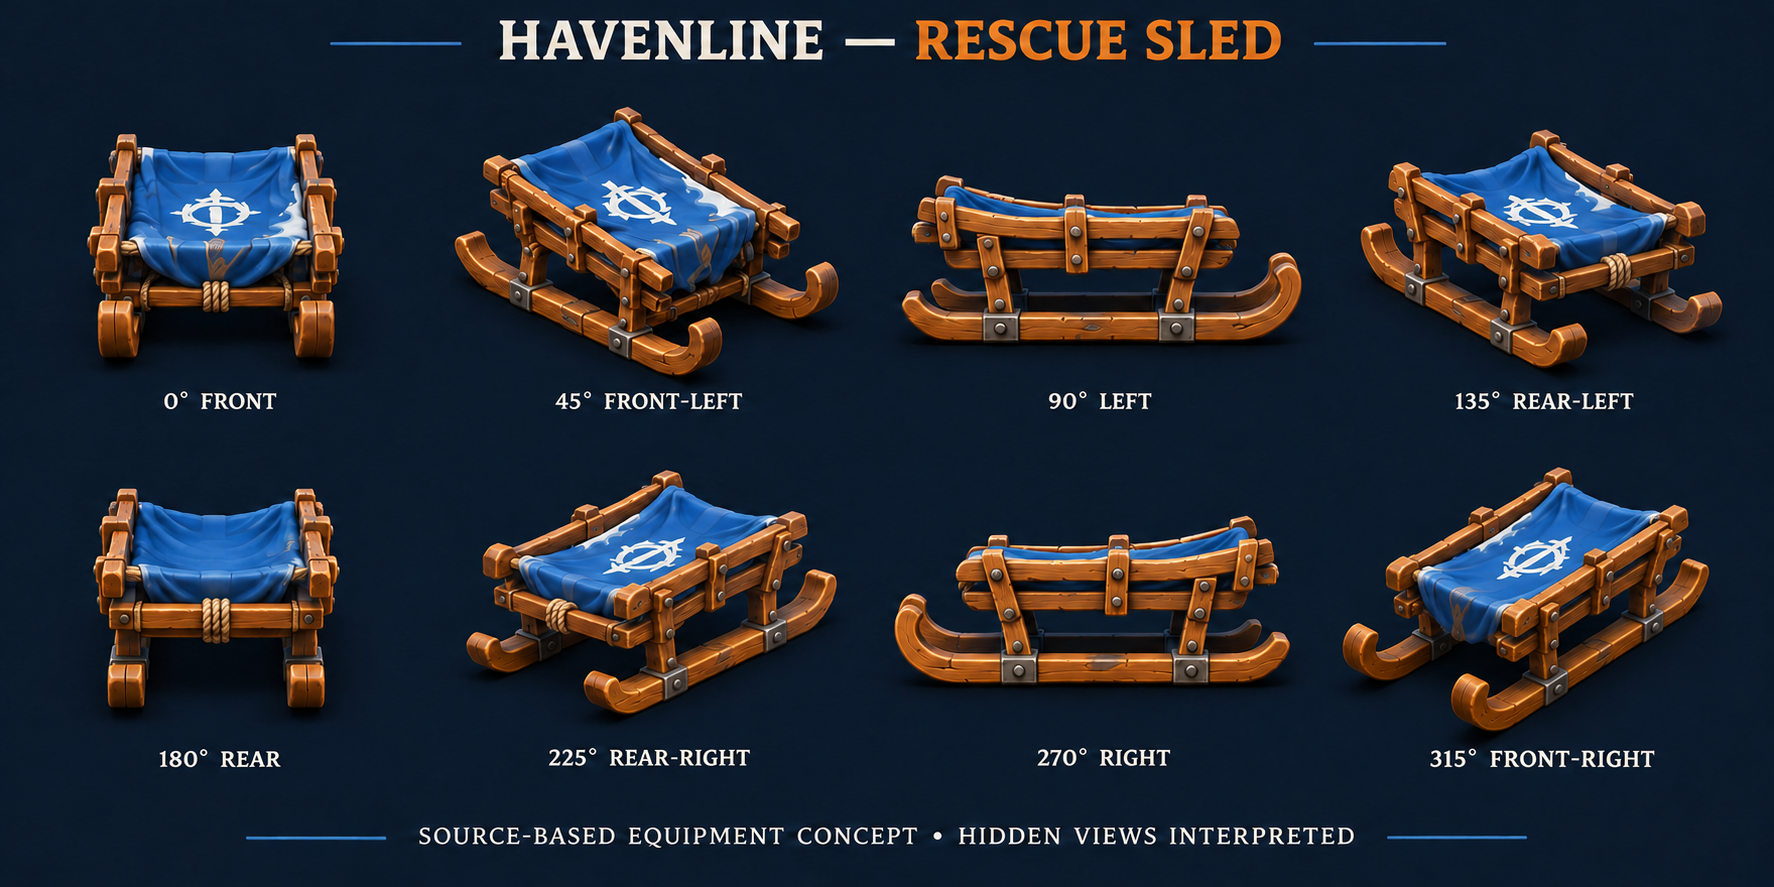 HAVENLINE — RESCUE SLED
0° FRONT
45° FRONT-LEFT
90° LEFT
135° REAR-LEFT
180° REAR
225° REAR-RIGHT
270° RIGHT
315° FRONT-RIGHT
SOURCE-BASED EQUIPMENT CONCEPT • HIDDEN VIEWS INTERPRETED